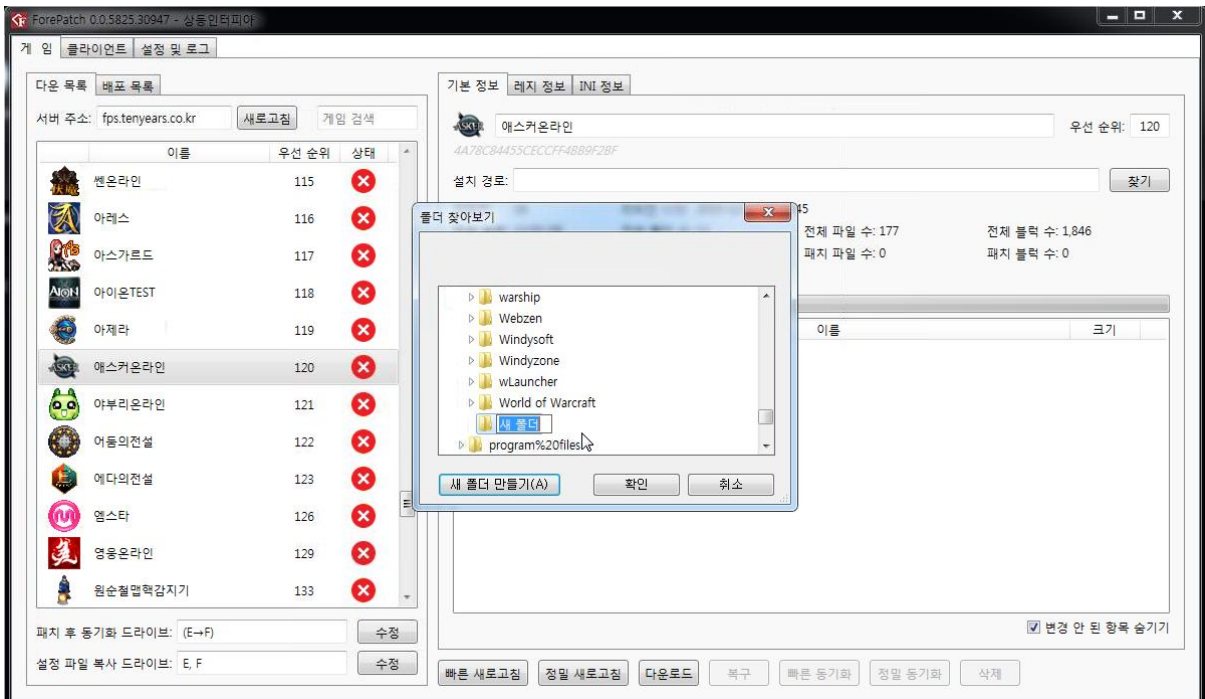 ForePatch 0.0.5825.30947 - 상동인터피아
게 임 클라이언트 설정 및 로그
다운 목록 배포 목록
서버 주소: fps.tenyears.co.kr 새로고침 게임 검색
이름 우선 순위 상태
쎈온라인 115
아레스 116
아스가르드 117
아이온TEST 118
아제라 119
애스커온라인 120
야부리온라인 121
어둠의전설 122
에다의전설 123
엠스타 126
영웅온라인 129
원순철맵핵감지기 133
패치 후 동기화 드라이브: (E→F) 수정
설정 파일 복사 드라이브: E, F 수정
기본 정보 레지 정보 INI 정보
애스커온라인 우선 순위: 120
4A78C84455CECCFF4BB9F2BF
설치 경로: 찾기
45
전체 파일 수: 177 전체 블럭 수: 1,846
패치 파일 수: 0 패치 블럭 수: 0
이름 크기
폴더 찾아보기
warship
Webzen
Windysoft
Windyzone
wLauncher
World of Warcraft
새 폴더
program%20files
새 폴더 만들기(A) 확인 취소
변경 안 된 항목 숨기기
빠른 새로고침 정밀 새로고침 다운로드 복구 빠른 동기화 정밀 동기화 삭제